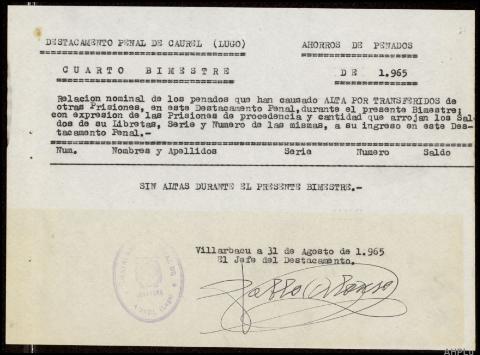 DESTACAMENTO PENAL DE CAUREL (LUGO) AHORROS DE PENADOS
CUARTO BIMESTRE DE 1.965
Relacion nominal de los penados que han causado ALTA POR TRANSFERIDOS de
otras Prisiones, en este Destacamento Penal, durante el presente Bimestre;
con expresion de las Prisiones de procedencia y cantidad que arrojan los Sal-
dos de su Libretas, Serie y Numero de las mismas, a su ingreso en este Des-
tacamento Penal.-
Num. Nombres y Apellidos Serie Numero Saldo
SIN ALTAS DURANTE EL PRESENTE BIMESTRE.-
Villarbacu a 31 de Agosto de 1.965
El Jefe del Destacamento.